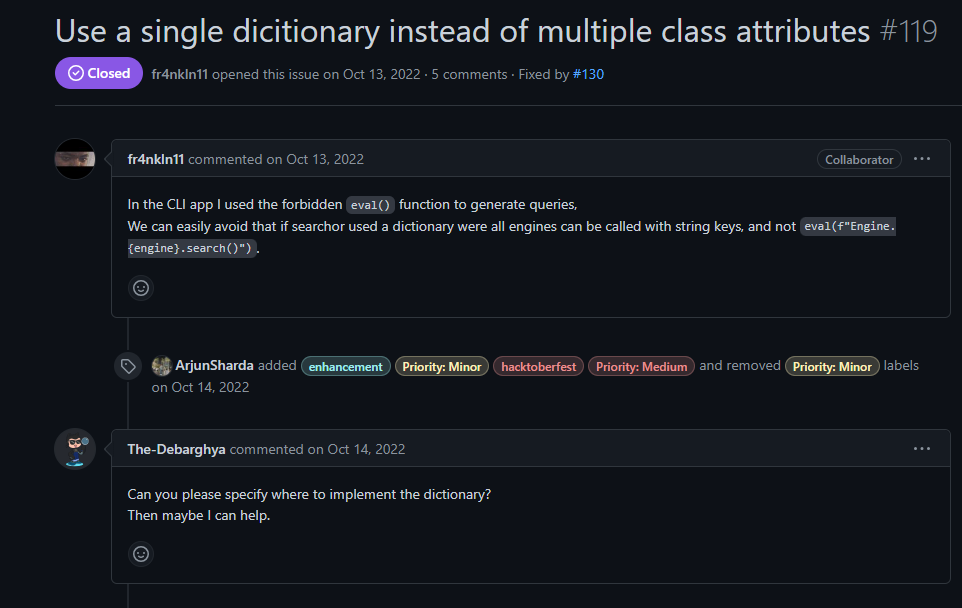 Use a single dicitionary instead of multiple class attributes #119
Closed fr4nkln11 opened this issue on Oct 13, 2022 · 5 comments · Fixed by #130
fr4nkln11 commented on Oct 13, 2022 Collaborator ···
In the CLI app I used the forbidden eval() function to generate queries,
We can easily avoid that if searchor used a dictionary were all engines can be called with string keys, and not eval(f"Engine.
{engine}.search()") .
ArjunSharda added enhancement Priority: Minor hacktoberfest Priority: Medium and removed Priority: Minor labels
on Oct 14, 2022
The-Debarghya commented on Oct 14, 2022 ···
Can you please specify where to implement the dictionary?
Then maybe I can help.